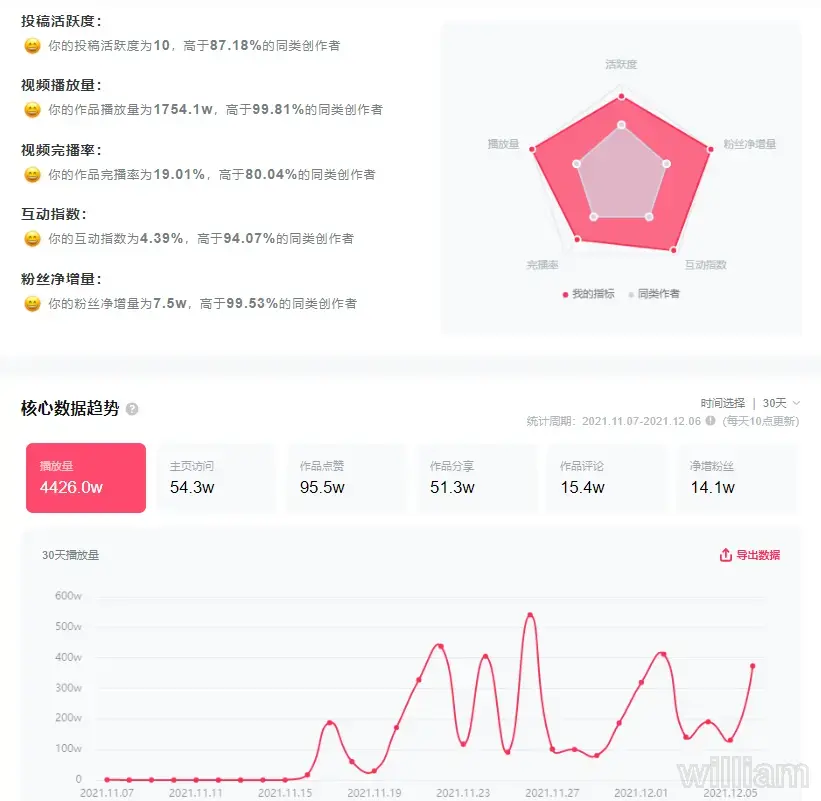 投稿活跃度：
你的投稿活跃度为10，高于87.18%的同类创作者
视频播放量：
你的作品播放量为1754.1w，高于99.81%的同类创作者
视频完播率：
你的作品完播率为19.01%，高于80.04%的同类创作者
互动指数：
你的互动指数为4.39%，高于94.07%的同类创作者
粉丝净增量：
你的粉丝净增量为7.5w，高于99.53%的同类创作者
活跃度
播放量
粉丝净增量
完播率
互动指数
我的指标 同类作者
核心数据趋势 ?
时间选择 | 30天
统计周期：2021.11.07-2021.12.06 (每天10点更新)
播放量 主页访问 作品点赞 作品分享 作品评论 净增粉丝
4426.0w 54.3w 95.5w 51.3w 15.4w 14.1w
30天播放量 导出数据
600w
500w
400w
300w
200w
100w
0
2021.11.07 2021.11.11 2021.11.15 2021.11.19 2021.11.23 2021.11.27 2021.12.01 2021.12.05
william